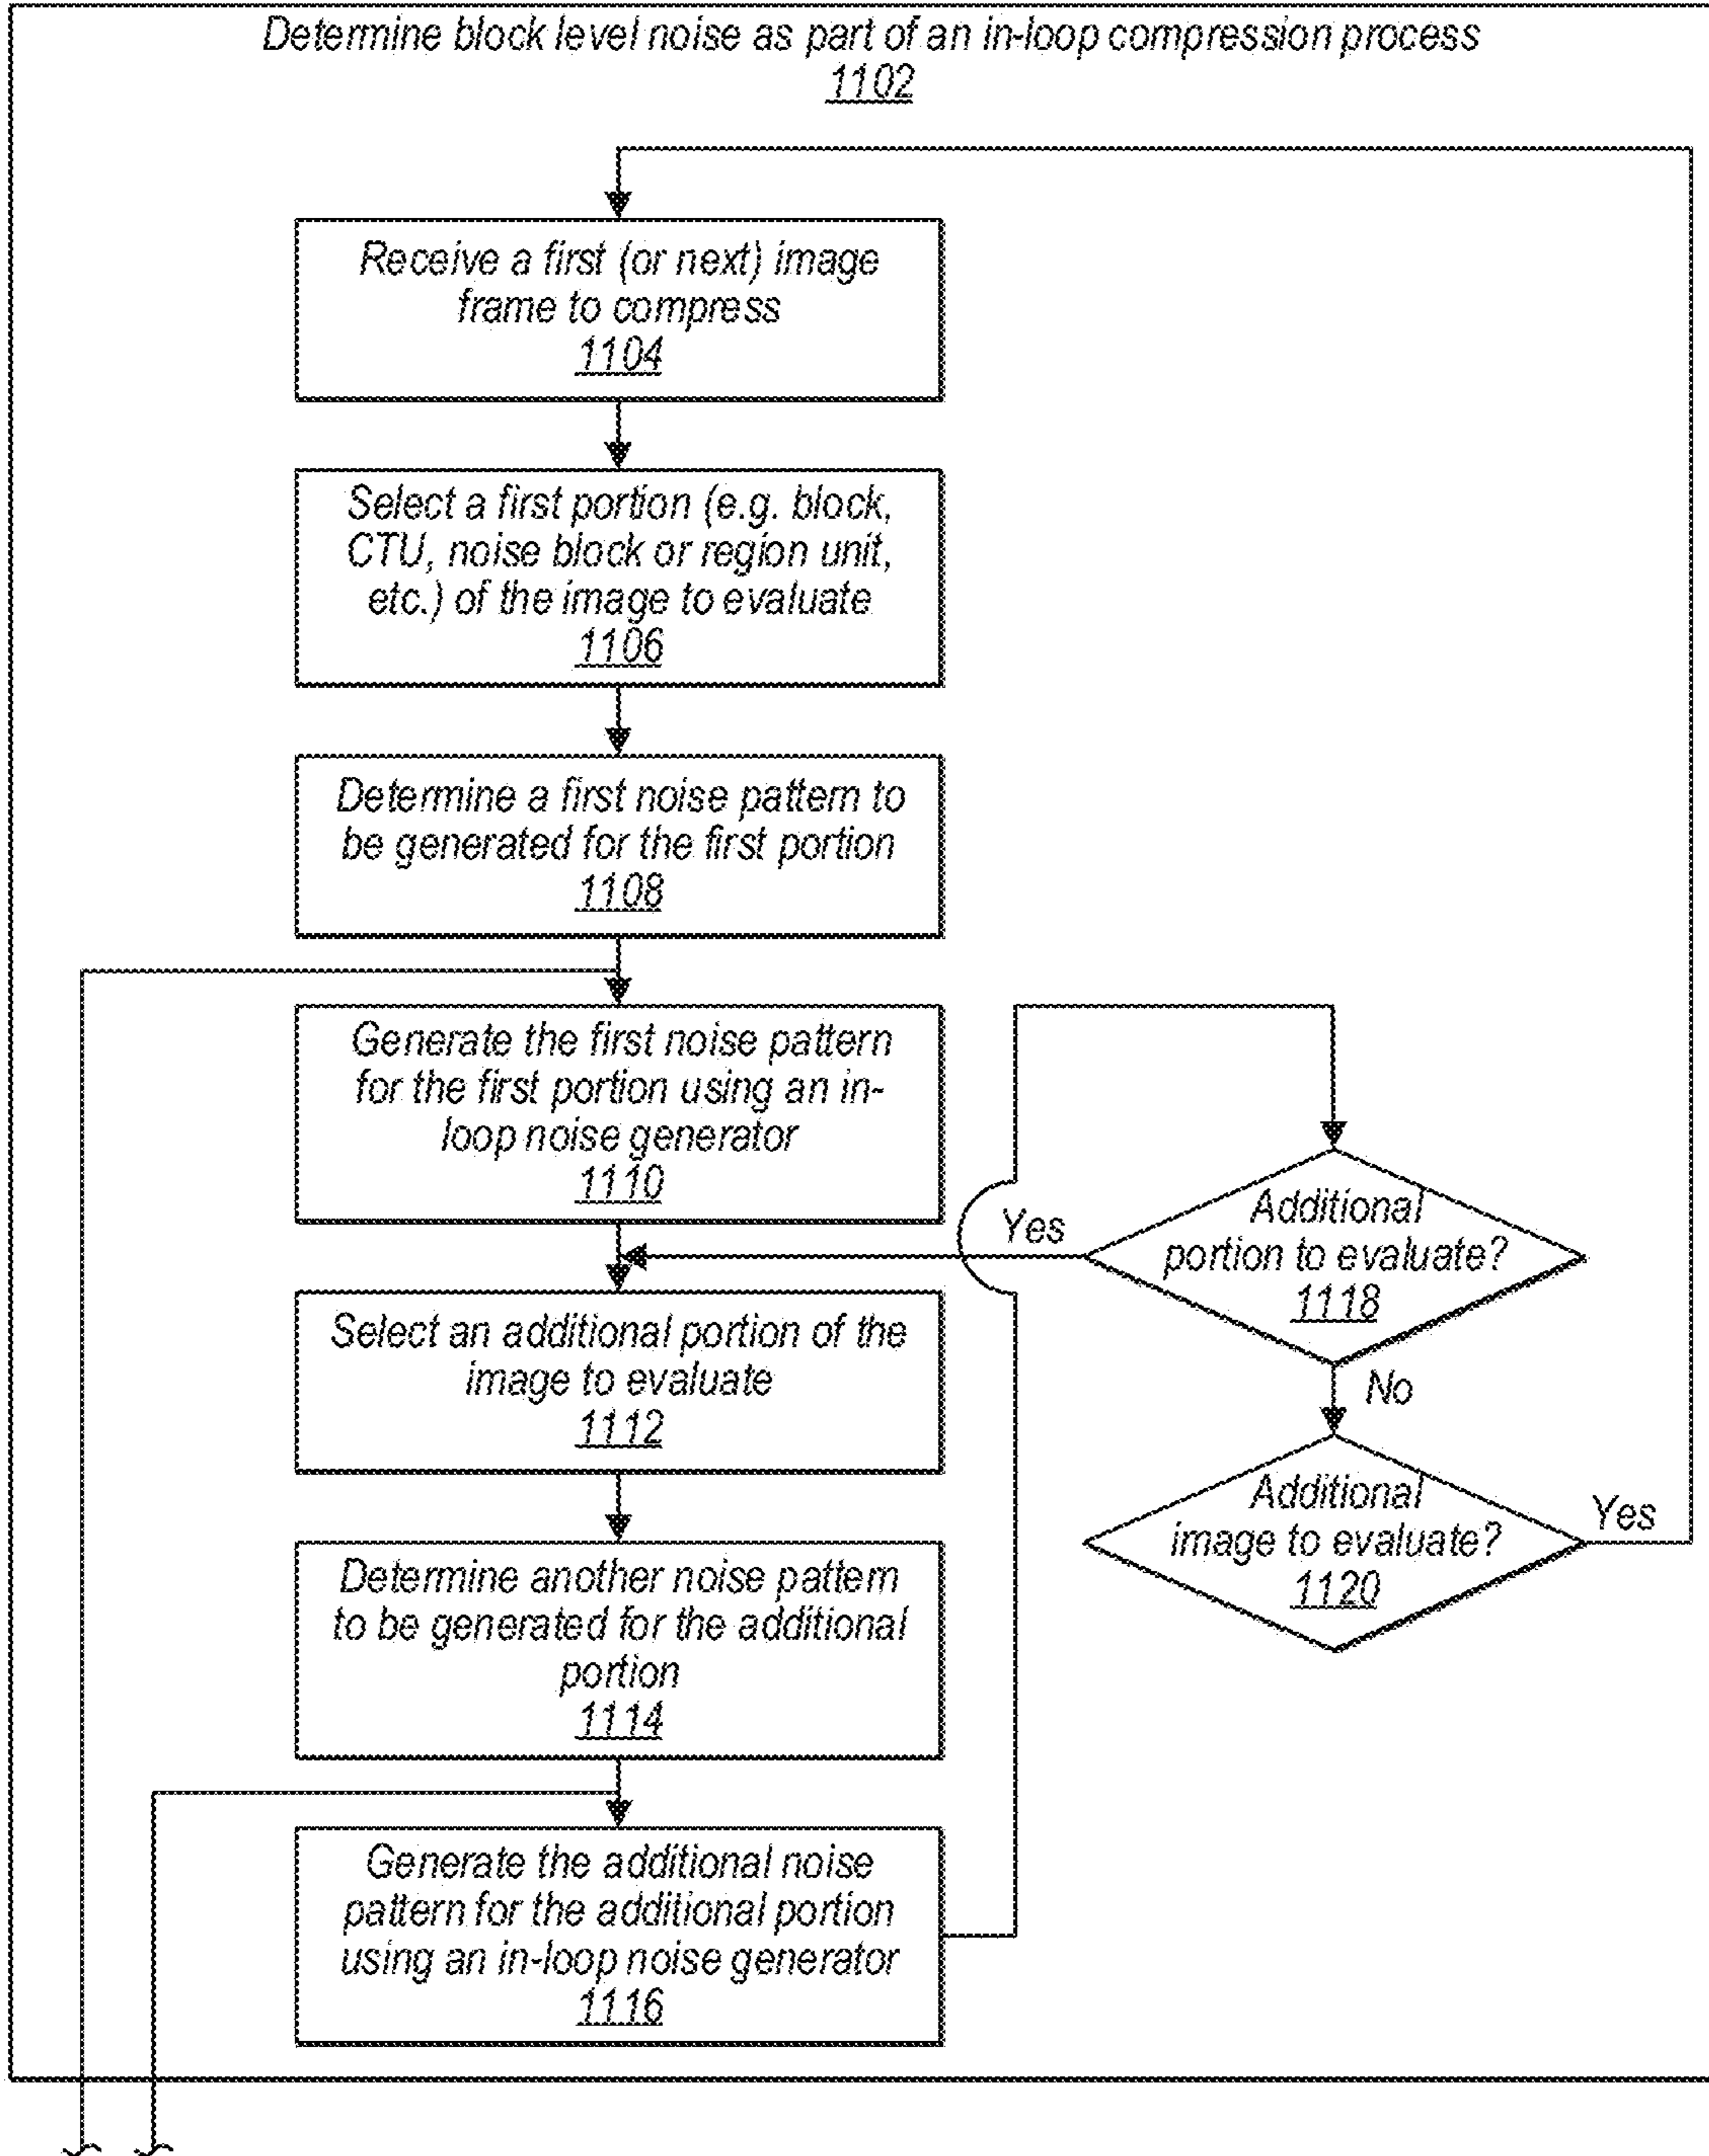 Determine block level noise as part of an in-loop compression process
1102
Receive a first (or next) image
frame to compress
1104
Select a first portion (e.g. block,
CTU, noise block or region unit,
etc.) of the image to evaluate
1106
Determine a first noise pattern to
be generated for the first portion
1108
Generate the first noise pattern
for the first portion using an in-
loop noise generator
1110
Yes
Additional
portion to evaluate?
1118
No
Select an additional portion of the
image to evaluate
1112
Additional
image to evaluate?
1120
Yes
Determine another noise pattern
to be generated for the additional
portion
1114
Generate the additional noise
pattern for the additional portion
using an in-loop noise generator
1116